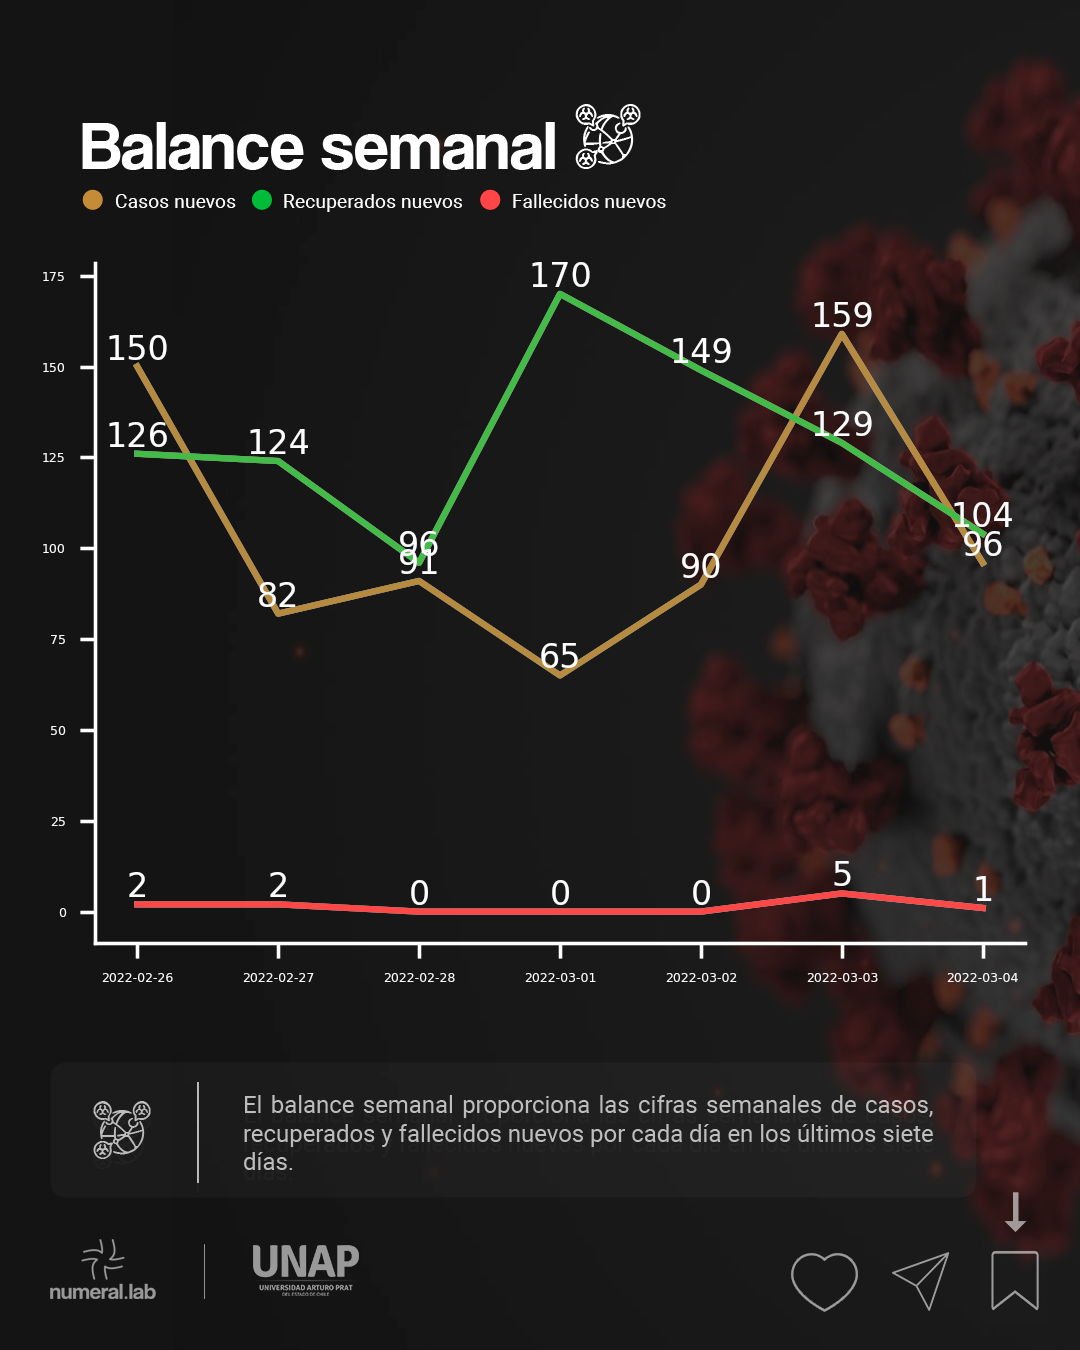 Balance semanal
Casos nuevos Recuperados nuevos Fallecidos nuevos
175
150
125
100
75
50
25
0
150
126
82
124
96
91
170
65
149
90
159
129
104
96
2
2
0
0
0
5
1
2022-02-26 2022-02-27 2022-02-28 2022-03-01 2022-03-02 2022-03-03 2022-03-04
El balance semanal proporciona las cifras semanales de casos,
recuperados y fallecidos nuevos por cada día en los últimos siete
días.
numeral.lab
UNAP
UNIVERSIDAD ARTURO PRAT
DEL ESTADO DE CHILE